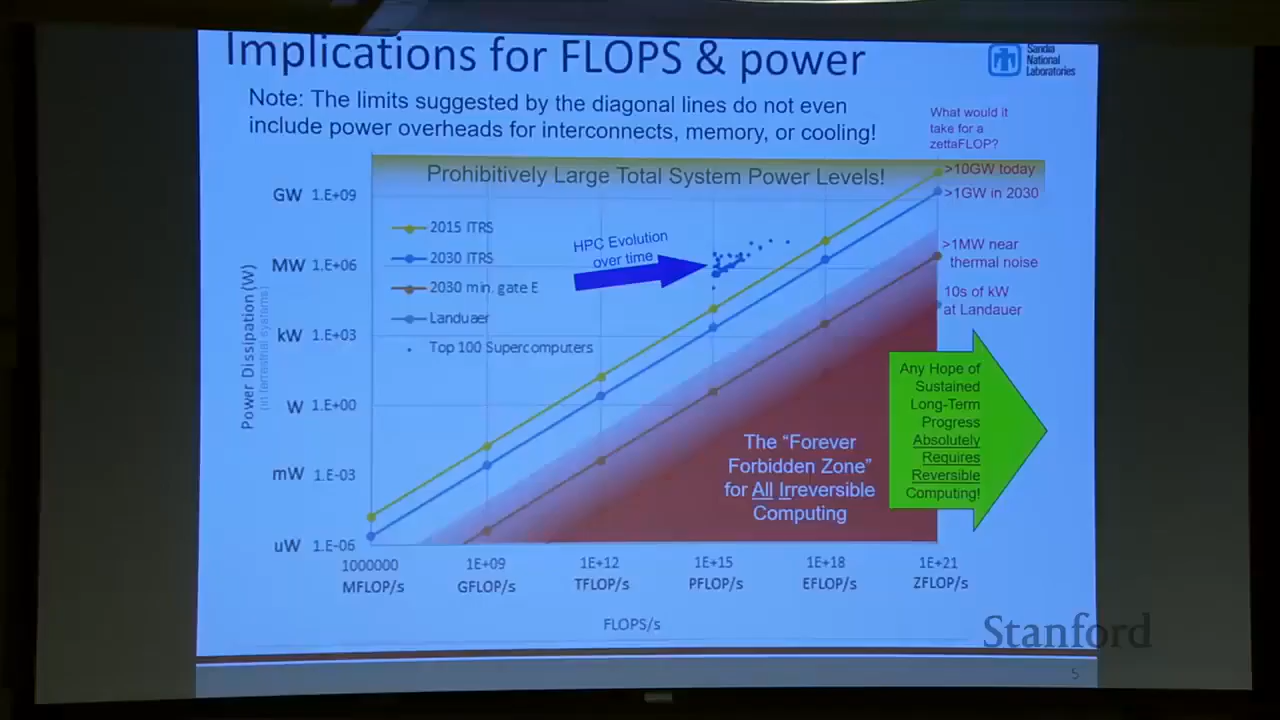 Implications for FLOPS & power
Sandia
National
Laboratories
Note: The limits suggested by the diagonal lines do not even
include power overheads for interconnects, memory, or cooling!
What would it
take for a
zettaFLOP?
Prohibitively Large Total System Power Levels!
>10GW today
>1GW in 2030
>1MW near
thermal noise
10s of kW
at Landauer
GW 1.E+09
MW 1.E+06
kW 1.E+03
W 1.E+00
mW 1.E-03
uW 1.E-06
Power Dissipation (W)
(in terrestrial systems)
2015 ITRS
2030 ITRS
2030 min. gate E
Landuaer
Top 100 Supercomputers
HPC Evolution
over time
The “Forever
Forbidden Zone”
for All Irreversible
Computing
Any Hope of
Sustained
Long-Term
Progress
Absolutely
Requires
Reversible
Computing!
1000000 1E+09 1E+12 1E+15 1E+18 1E+21
MFLOP/s GFLOP/s TFLOP/s PFLOP/s EFLOP/s ZFLOP/s
FLOPS/s
Stanford
5